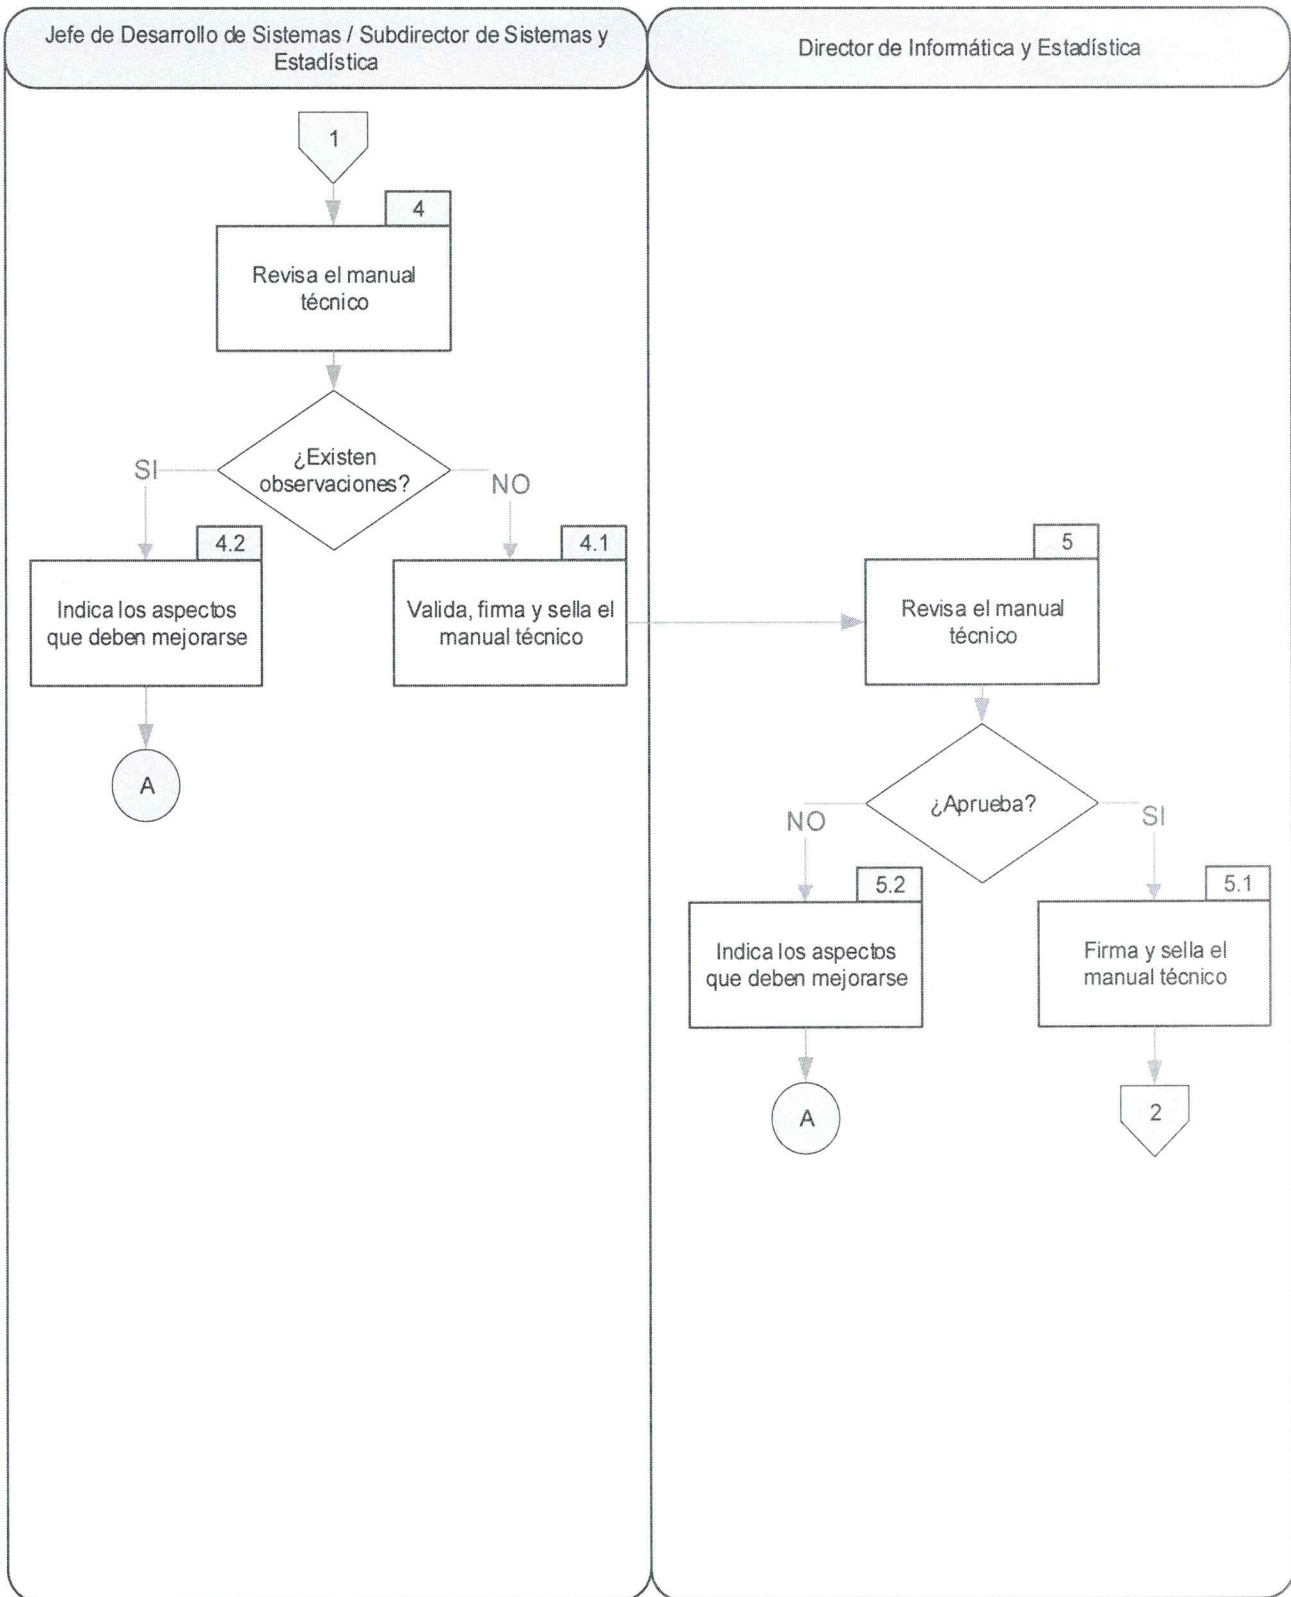 Jefe de Desarrollo de Sistemas / Subdirector de Sistemas y
Estadística
Director de Informática y Estadística
1
4
Revisa el manual
técnico
¿Existen
observaciones?
SI
NO
4.2
Indica los aspectos
que deben mejorarse
4.1
Valida, firma y sella el
manual técnico
A
5
Revisa el manual
técnico
¿Aprueba?
NO
SI
5.2
Indica los aspectos
que deben mejorarse
5.1
Firma y sella el
manual técnico
A
2